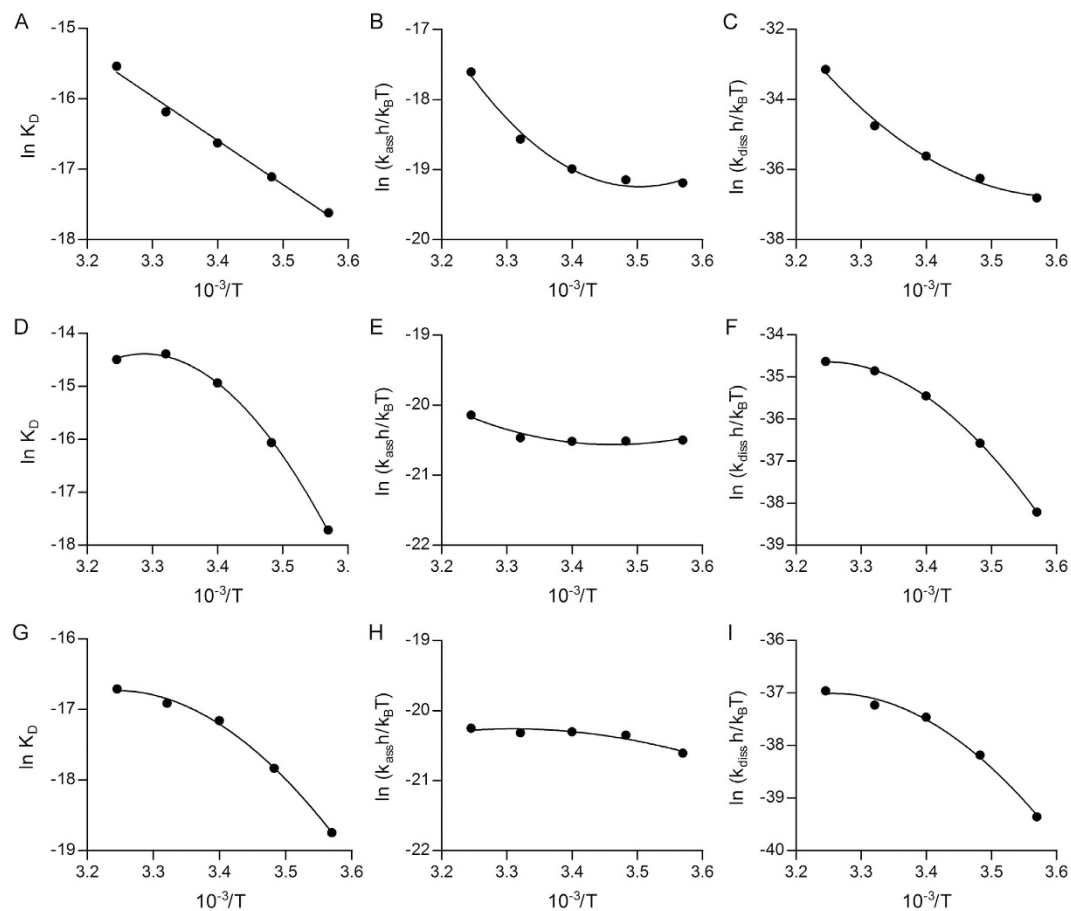 A
-15
-16
-17
-18
ln K_D
3.2 3.3 3.4 3.5 3.6
10^-3/T
B
-17
-18
-19
-20
ln (k_ass h/k_B T)
3.2 3.3 3.4 3.5 3.6
10^-3/T
C
-32
-34
-36
-38
ln (k_diss h/k_B T)
3.2 3.3 3.4 3.5 3.6
10^-3/T
D
-14
-15
-16
-17
-18
ln K_D
3.2 3.3 3.4 3.5 3.
10^-3/T
E
-19
-20
-21
-22
ln (k_ass h/k_B T)
3.2 3.3 3.4 3.5 3.6
10^-3/T
F
-34
-35
-36
-37
-38
-39
ln (k_diss h/k_B T)
3.2 3.3 3.4 3.5 3.6
10^-3/T
G
-16
-17
-18
-19
ln K_D
3.2 3.3 3.4 3.5 3.6
10^-3/T
H
-19
-20
-21
-22
ln (k_ass h/k_B T)
3.2 3.3 3.4 3.5 3.6
10^-3/T
I
-36
-37
-38
-39
-40
ln (k_diss h/k_B T)
3.2 3.3 3.4 3.5 3.6
10^-3/T